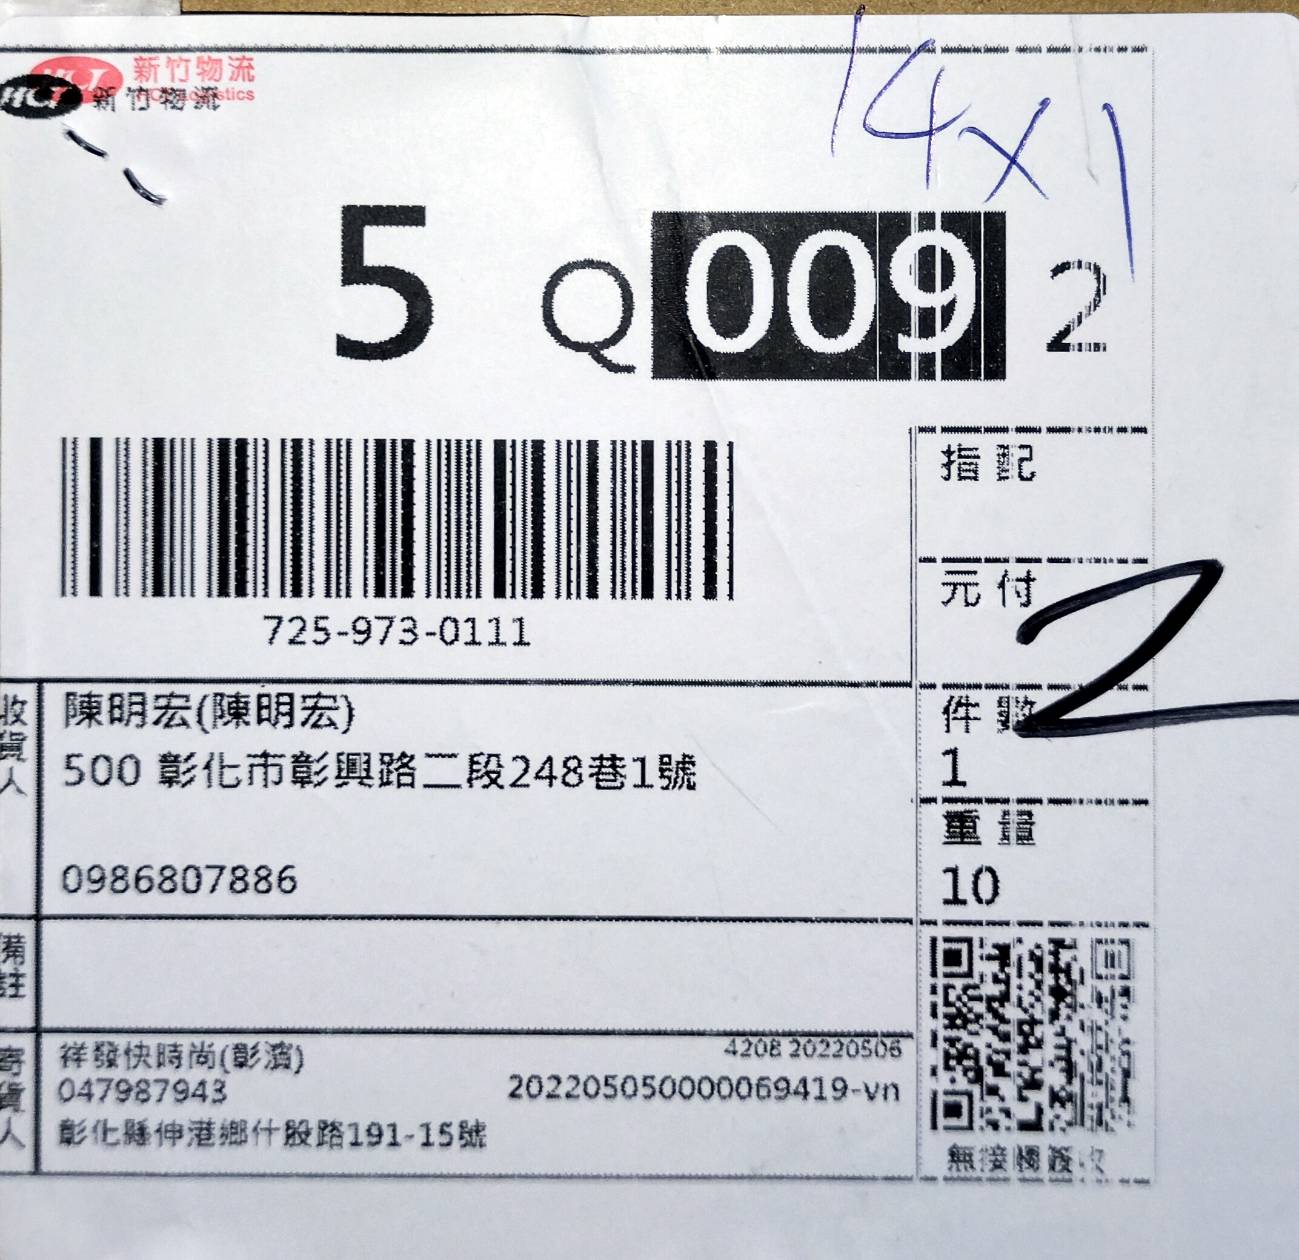 HCT 新竹物流
HCT 新竹物流
14x1
5 Q 009 2
指配
725-973-0111
元付
2
件數
1
收貨人
陳明宏(陳明宏)
500 彰化市彰興路二段248巷1號
0986807886
重量
10
備註
寄貨人
祥發快時尚(彰濱)
4208 20220506
047987943
202205050000069419-vn
彰化縣伸港鄉什股路191-15號
無接觸簽收